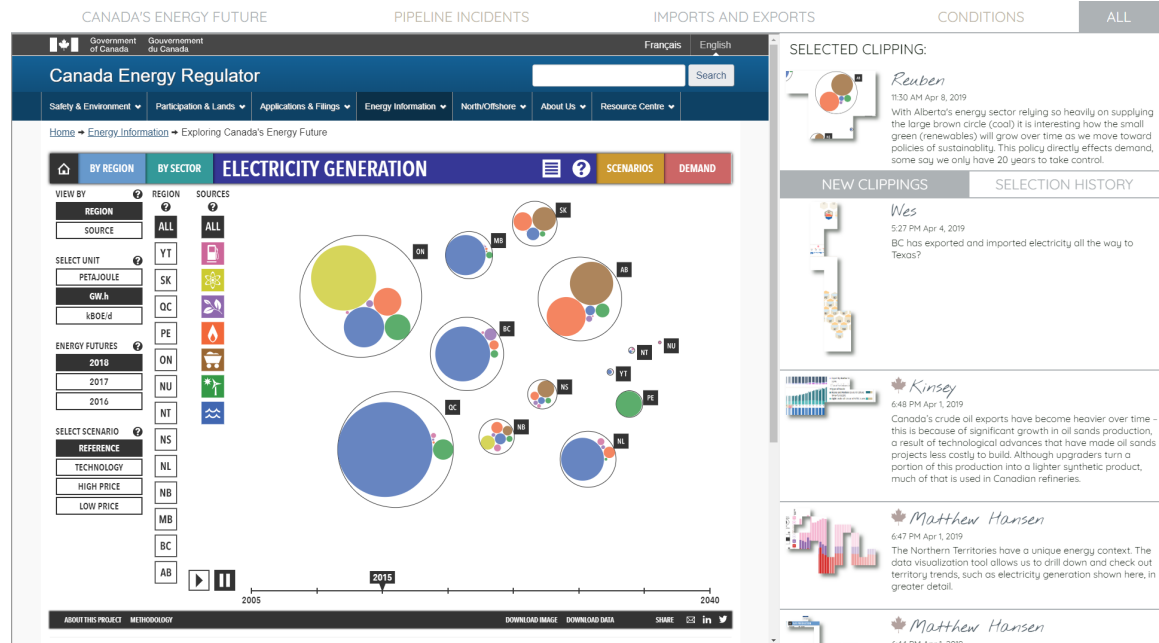 CANADA'S ENERGY FUTURE
PIPELINE INCIDENTS
IMPORTS AND EXPORTS
CONDITIONS
ALL
Government of Canada
Gouvernement du Canada
Français
English
Canada Energy Regulator
Search
Safety & Environment
Participation & Lands
Applications & Filings
Energy Information
North/Offshore
About Us
Resource Centre
Home → Energy Information → Exploring Canada's Energy Future
BY REGION
BY SECTOR
ELECTRICITY GENERATION
?
SCENARIOS
DEMAND
VIEW BY ?
REGION
SOURCE
SELECT UNIT ?
PETAJOULE
GW.h
kBOE/d
ENERGY FUTURES ?
2018
2017
2016
SELECT SCENARIO ?
REFERENCE
TECHNOLOGY
HIGH PRICE
LOW PRICE
REGION
?
ALL
YT
SK
QC
PE
ON
NU
NT
NS
NL
NB
MB
BC
AB
SOURCES
?
ALL
SK
ON
MB
AB
BC
NU
NT
YT
NS
PE
QC
NB
NL
2015
2005
2040
ABOUT THIS PROJECT
METHODOLOGY
DOWNLOAD IMAGE
DOWNLOAD DATA
SHARE
in
SELECTED CLIPPING:
Reuben
11:30 AM Apr 8, 2019
With Alberta's energy sector relying so heavily on supplying
the large brown circle (coal) it is interesting how the small
green (renewables) will grow over time as we move toward
policies of sustainablity. This policy directly effects demand,
some say we only have 20 years to take control.
NEW CLIPPINGS
SELECTION HISTORY
Wes
5:27 PM Apr 4, 2019
BC has exported and imported electricity all the way to
Texas?
Kinsey
6:48 PM Apr 1, 2019
Canada's crude oil exports have become heavier over time –
this is because of significant growth in oil sands production,
a result of technological advances that have made oil sands
projects less costly to build. Although upgraders turn a
portion of this production into a lighter synthetic product,
much of that is used in Canadian refineries.
Matthew Hansen
6:47 PM Apr 1, 2019
The Northern Territories have a unique energy context. The
data visualization tool allows us to drill down and check out
territory trends, such as electricity generation shown here, in
greater detail.
Matthew Hansen